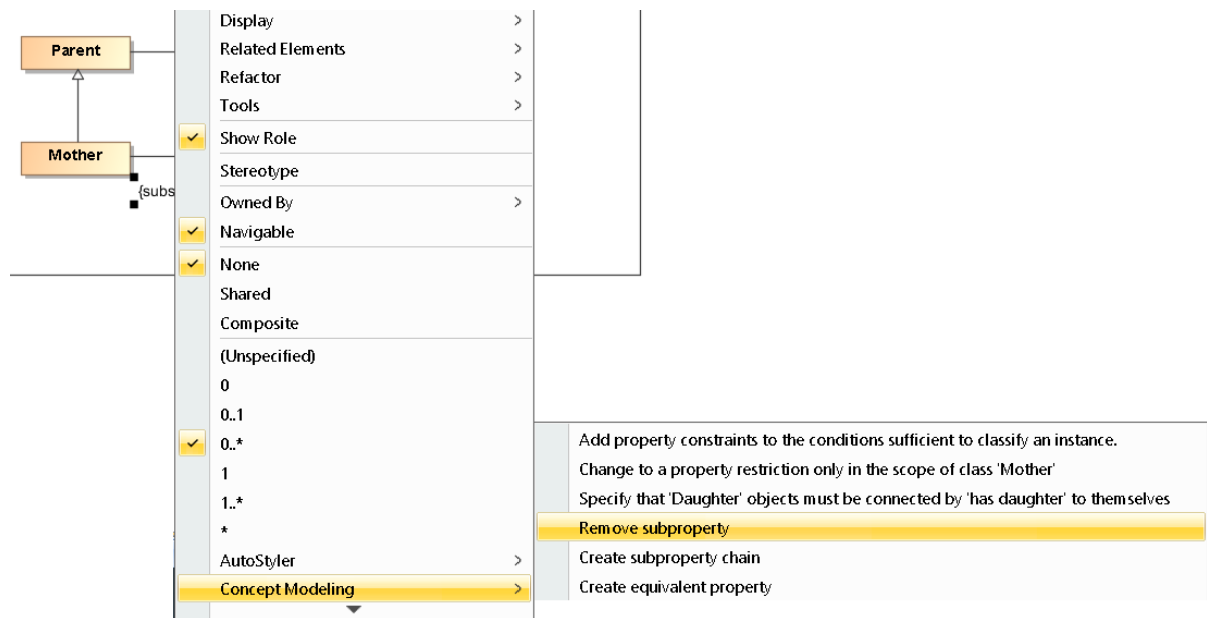 Parent
Mother
{subs
Display
Related Elements
Refactor
Tools
Show Role
Stereotype
Owned By
Navigable
None
Shared
Composite
(Unspecified)
0
0..1
0..*
1
1..*
*
AutoStyler
Concept Modeling
Add property constraints to the conditions sufficient to classify an instance.
Change to a property restriction only in the scope of class 'Mother'
Specify that 'Daughter' objects must be connected by 'has daughter' to themselves
Remove subproperty
Create subproperty chain
Create equivalent property